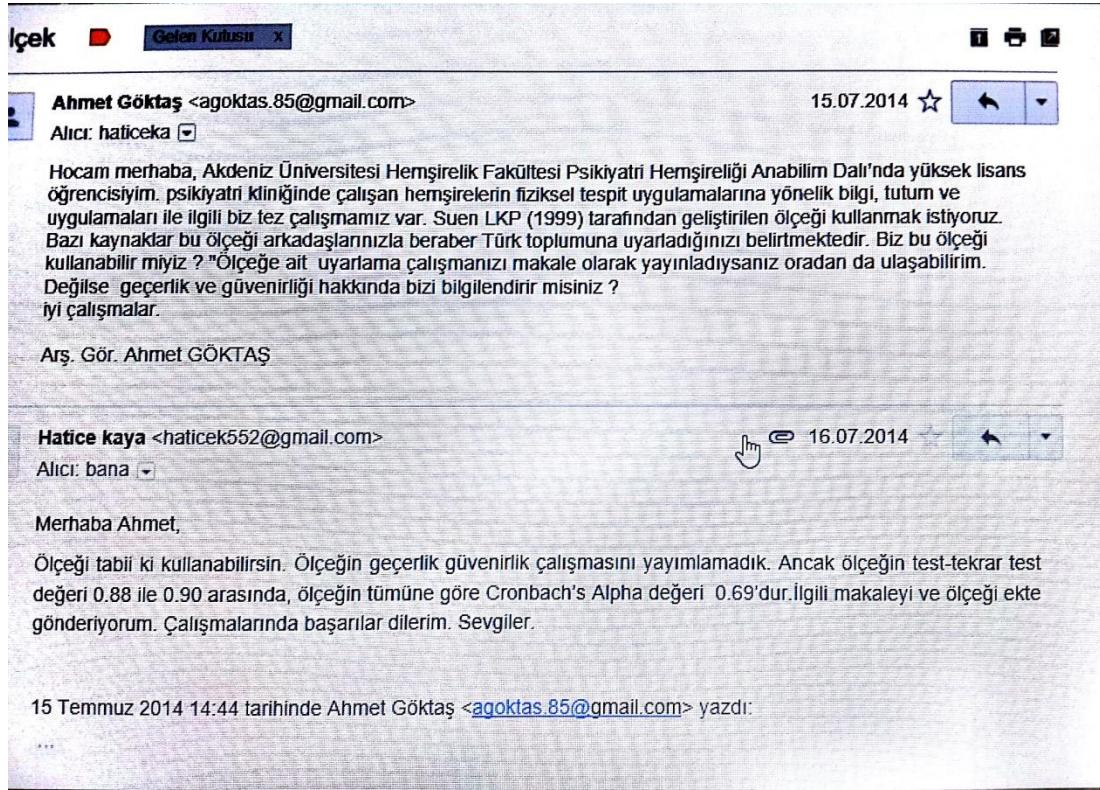 lçek Gelen Kutusu x
Ahmet Göktaş <agoktas.85@gmail.com> 15.07.2014
Alıcı: haticeka
Hocam merhaba, Akdeniz Üniversitesi Hemşirelik Fakültesi Psikiyatri Hemşireliği Anabilim Dalı'nda yüksek lisans
öğrencisiyim. psikiyatri kliniğinde çalışan hemşirelerin fiziksel tespit uygulamalarına yönelik bilgi, tutum ve
uygulamaları ile ilgili biz tez çalışmamız var. Suen LKP (1999) tarafından geliştirilen ölçeği kullanmak istiyoruz.
Bazı kaynaklar bu ölçeği arkadaşlarınızla beraber Türk toplumuna uyarladığınızı belirtmektedir. Biz bu ölçeği
kullanabilir miyiz ? "Ölçeğe ait uyarlama çalışmanızı makale olarak yayınladıysanız oradan da ulaşabilirim.
Değilse geçerlik ve güvenirliği hakkında bizi bilgilendirir misiniz ?
iyi çalışmalar.
Arş. Gör. Ahmet GÖKTAŞ
Hatice kaya <haticek552@gmail.com> 16.07.2014
Alıcı: bana
Merhaba Ahmet,
Ölçeği tabii ki kullanabilirsin. Ölçeğin geçerlik güvenirlik çalışmasını yayımlamadık. Ancak ölçeğin test-tekrar test
değeri 0.88 ile 0.90 arasında, ölçeğin tümüne göre Cronbach's Alpha değeri 0.69'dur.İlgili makaleyi ve ölçeği ekte
gönderiyorum. Çalışmalarında başarılar dilerim. Sevgiler.
15 Temmuz 2014 14:44 tarihinde Ahmet Göktaş <agoktas.85@gmail.com> yazdı:
...